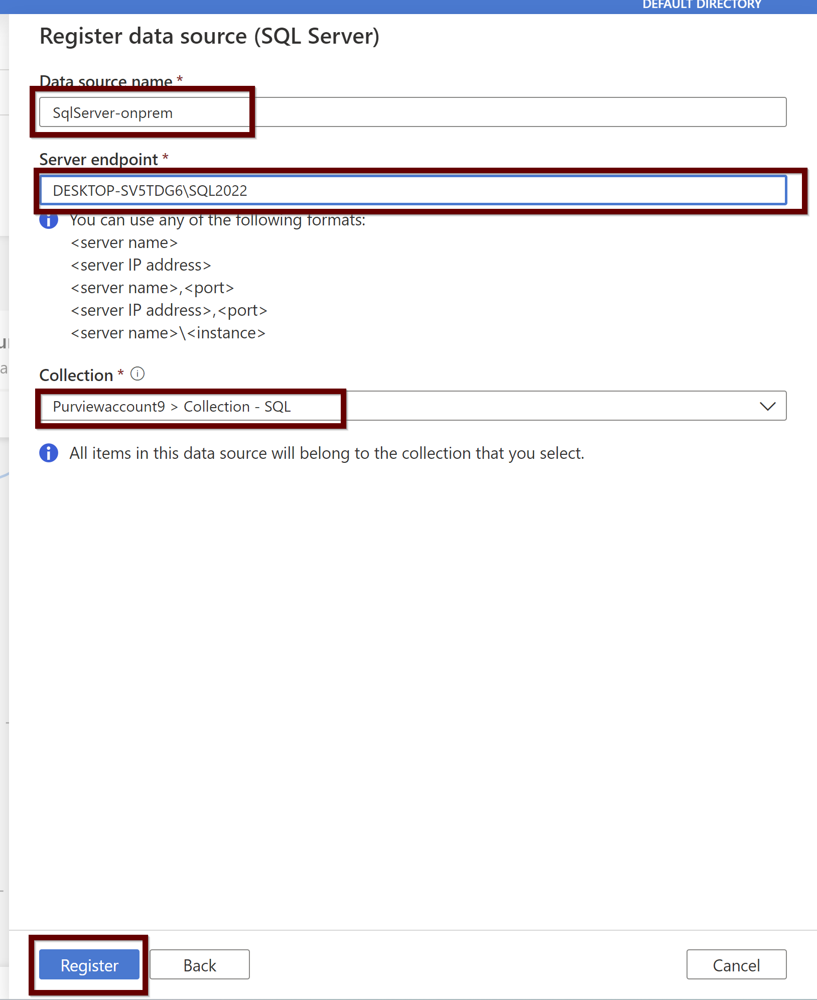 DEFAULT DIRECTORY
Register data source (SQL Server)
Data source name *
SqlServer-onprem
Server endpoint *
DESKTOP-SV5TDG6\SQL2022
You can use any of the following formats:
<server name>
<server IP address>
<server name>,<port>
<server IP address>,<port>
<server name>\<instance>
Collection *
Purviewaccount9 > Collection - SQL
All items in this data source will belong to the collection that you select.
Register
Back
Cancel